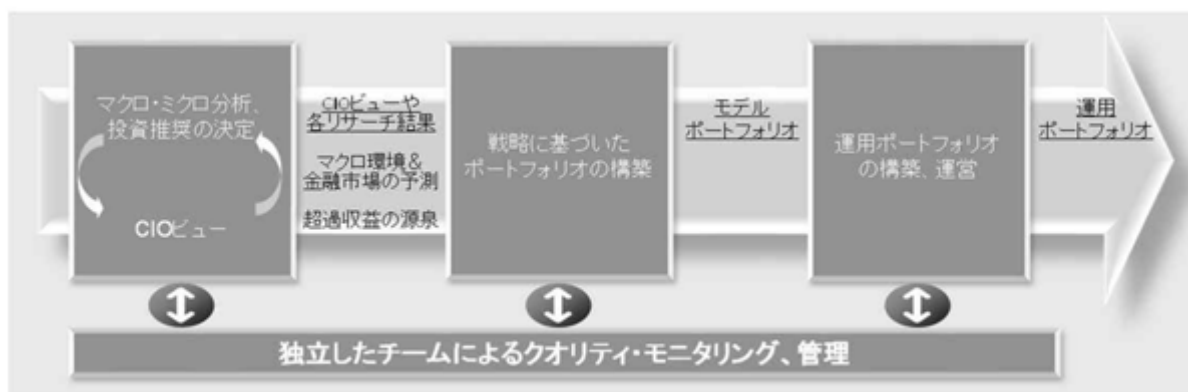 マクロ・ミクロ分析、
投資推奨の決定
CIOビュー
CIOビューや
各リサーチ結果
マクロ環境&
金融市場の予測
超過収益の源泉
戦略に基づいた
ポートフォリオの構築
モデル
ポートフォリオ
運用ポートフォリオ
の構築、運営
運用
ポートフォリオ
独立したチームによるクオリティ・モニタリング、管理